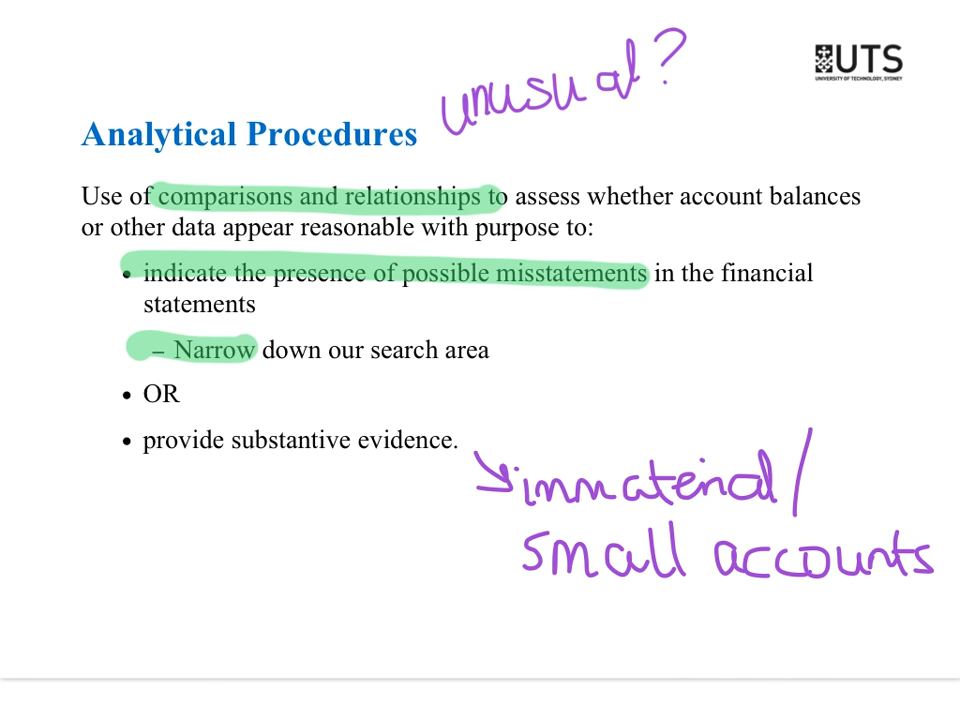 unusual?
UTS
UNIVERSITY OF TECHNOLOGY, SYDNEY
Analytical Procedures
Use of comparisons and relationships to assess whether account balances
or other data appear reasonable with purpose to:
• indicate the presence of possible misstatements in the financial
statements
– Narrow down our search area
• OR
• provide substantive evidence.
immaterial/
small accounts